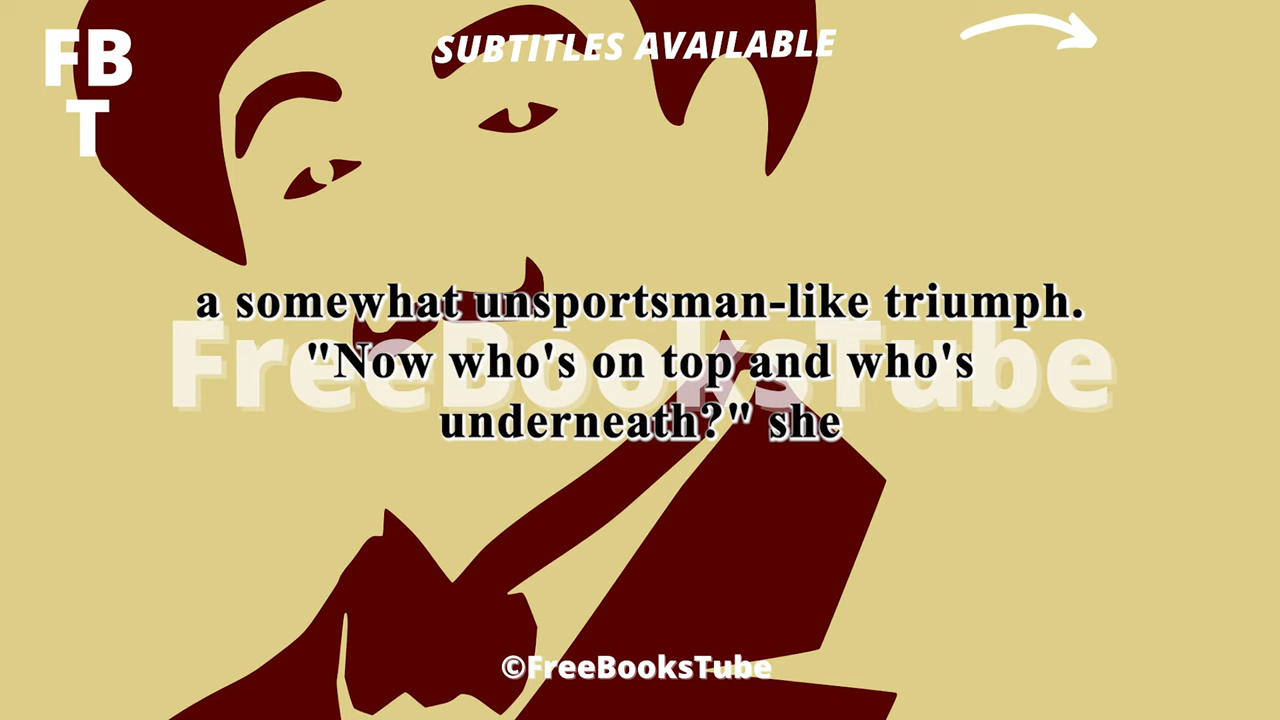 FB
T
SUBTITLES AVAILABLE
a somewhat unsportsman-like triumph.
"Now who's on top and who's
underneath?" she
FreeBooksTube
©FreeBooksTube